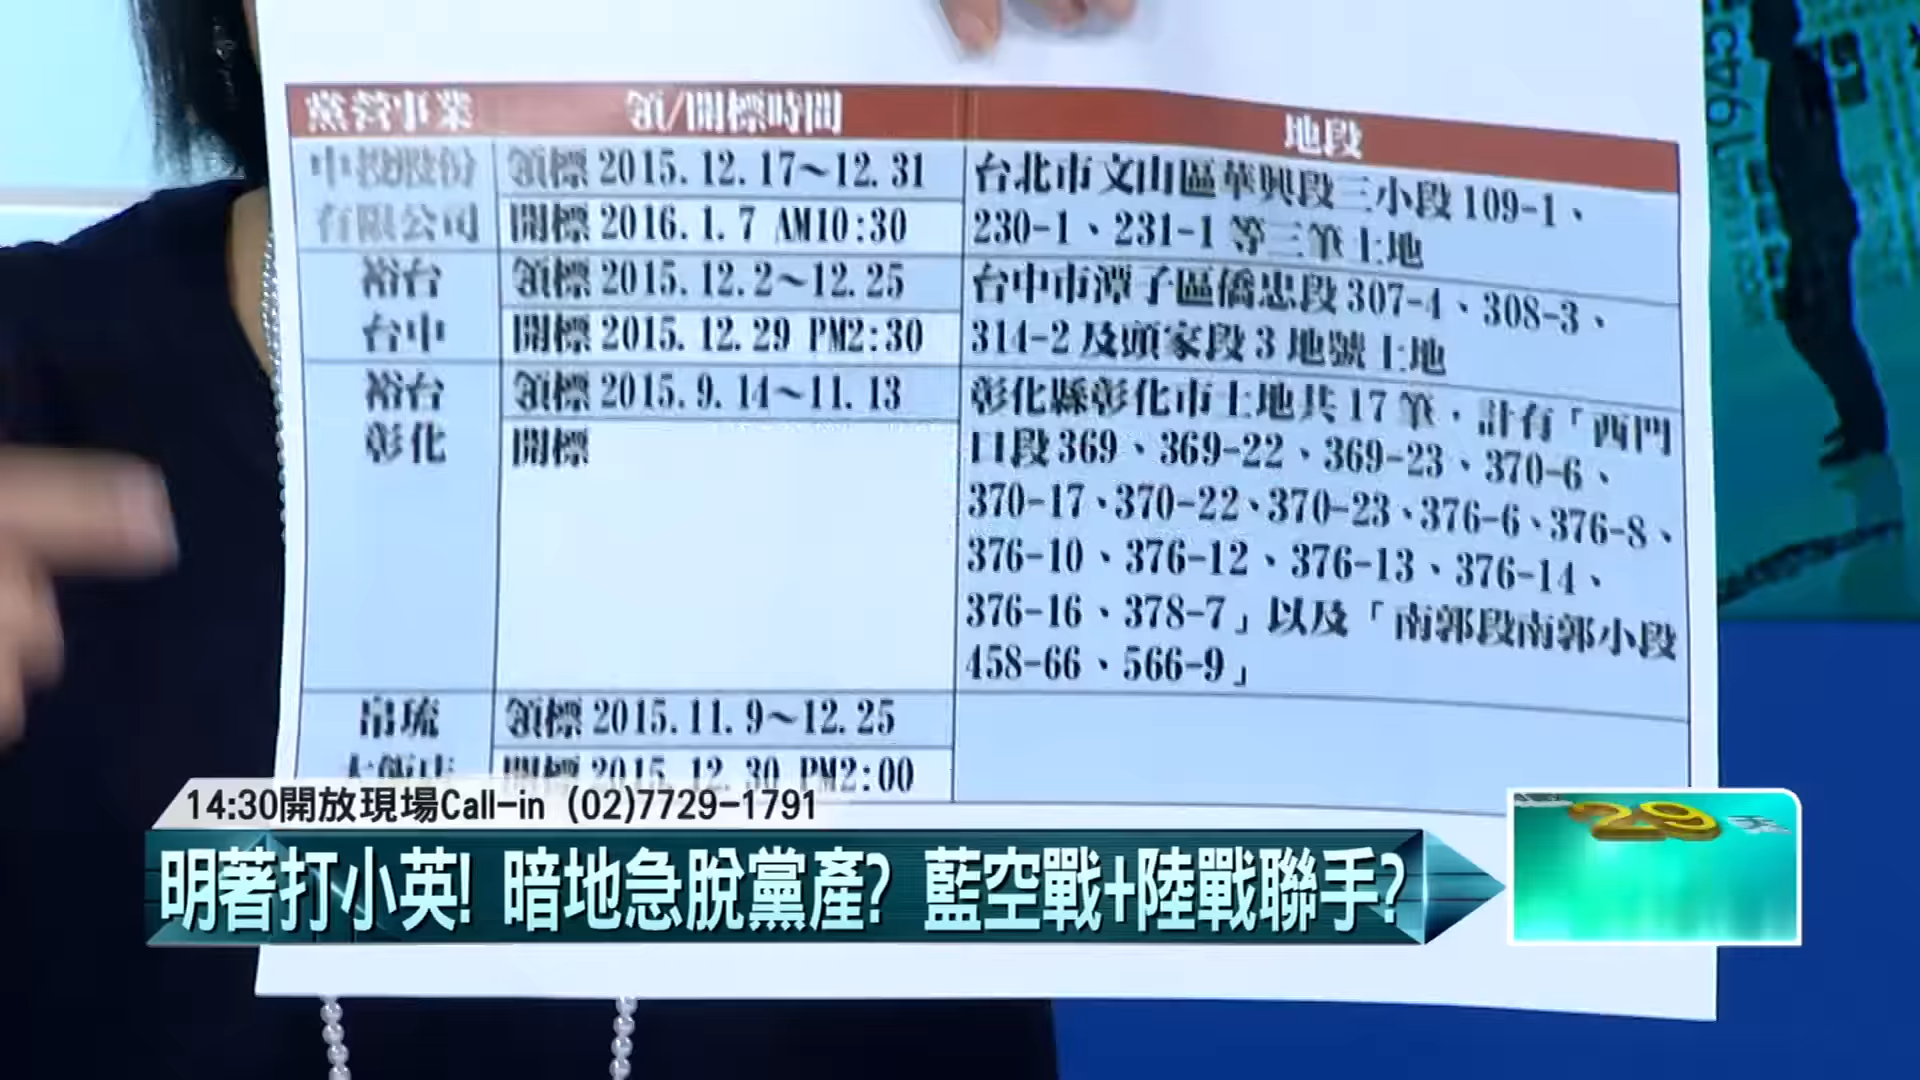 黨營事業 領/開標時間 地段
中投股份 領標 2015.12.17～12.31 台北市文山區華興段三小段 109-1、
有限公司 開標 2016.1.7 AM10:30 230-1、231-1 等三筆土地
裕台 領標 2015.12.2～12.25 台中市潭子區僑忠段 307-4、308-3、
台中 開標 2015.12.29 PM2:30 314-2 及頭家段 3 地號土地
裕台 領標 2015.9.14～11.13 彰化縣彰化市土地共 17 筆，計有「西門
彰化 開標 口段 369、369-22、369-23、370-6、
370-17、370-22、370-23、376-6、376-8、
376-10、376-12、376-13、376-14、
376-16、378-7」以及「南郭段南郭小段
458-66、566-9」
帛琉 領標 2015.11.9～12.25
大飯店 開標 2015.12.30 PM2:00
14:30開放現場Call-in (02)7729-1791
明著打小英! 暗地急脫黨產? 藍空戰+陸戰聯手?
29